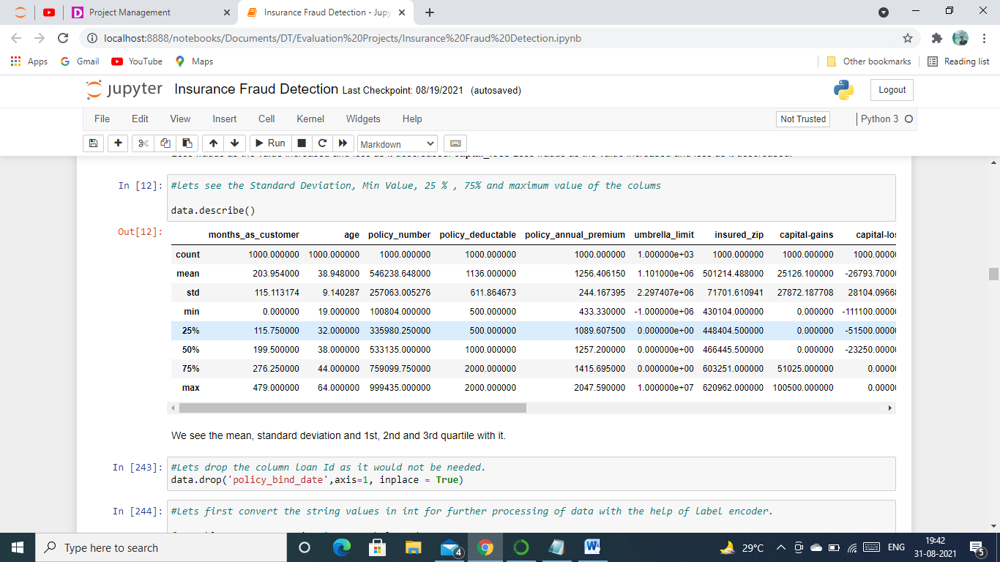 Project Management
Insurance Fraud Detection - Jupy
localhost:8888/notebooks/Documents/DT/Evaluation%20Projects/Insurance%20Fraud%20Detection.ipynb
Apps Gmail YouTube Maps Other bookmarks Reading list
jupyter Insurance Fraud Detection Last Checkpoint: 08/19/2021 (autosaved) Logout
File Edit View Insert Cell Kernel Widgets Help Not Trusted Python 3
Run Markdown
In [12]: #lets see the Standard Deviation, Min Value, 25 % , 75% and maximum value of the colums
data.describe()
Out[12]:
months_as_customer age policy_number policy_deductable policy_annual_premium umbrella_limit insured_zip capital-gains capital-los
count 1000.000000 1000.000000 1000.000000 1000.000000 1000.000000 1.000000e+03 1000.000000 1000.000000 1000.0000
mean 203.954000 38.948000 546238.648000 1136.000000 1256.406150 1.101000e+06 501214.488000 25126.100000 -26793.7000
std 115.113174 9.140287 257063.005276 611.864673 244.167395 2.297407e+06 71701.610941 27872.187708 28104.0966
min 0.000000 19.000000 100804.000000 500.000000 433.330000 -1.000000e+06 430104.000000 0.000000 -111100.0000
25% 115.750000 32.000000 335980.250000 500.000000 1089.607500 0.000000e+00 448404.500000 0.000000 -51500.0000
50% 199.500000 38.000000 533135.000000 1000.000000 1257.200000 0.000000e+00 466445.500000 0.000000 -23250.0000
75% 276.250000 44.000000 759099.750000 2000.000000 1415.695000 0.000000e+00 603251.000000 51025.000000 0.0000
max 479.000000 64.000000 999435.000000 2000.000000 2047.590000 1.000000e+07 620962.000000 100500.000000 0.0000
We see the mean, standard deviation and 1st, 2nd and 3rd quartile with it.
In [243]: #Lets drop the column loan Id as it would not be needed.
data.drop('policy_bind_date',axis=1, inplace = True)
In [244]: #Lets first convert the string values in int for further processing of data with the help of label encoder.
Type here to search 4 29°C ENG 19:42
31-08-2021 5